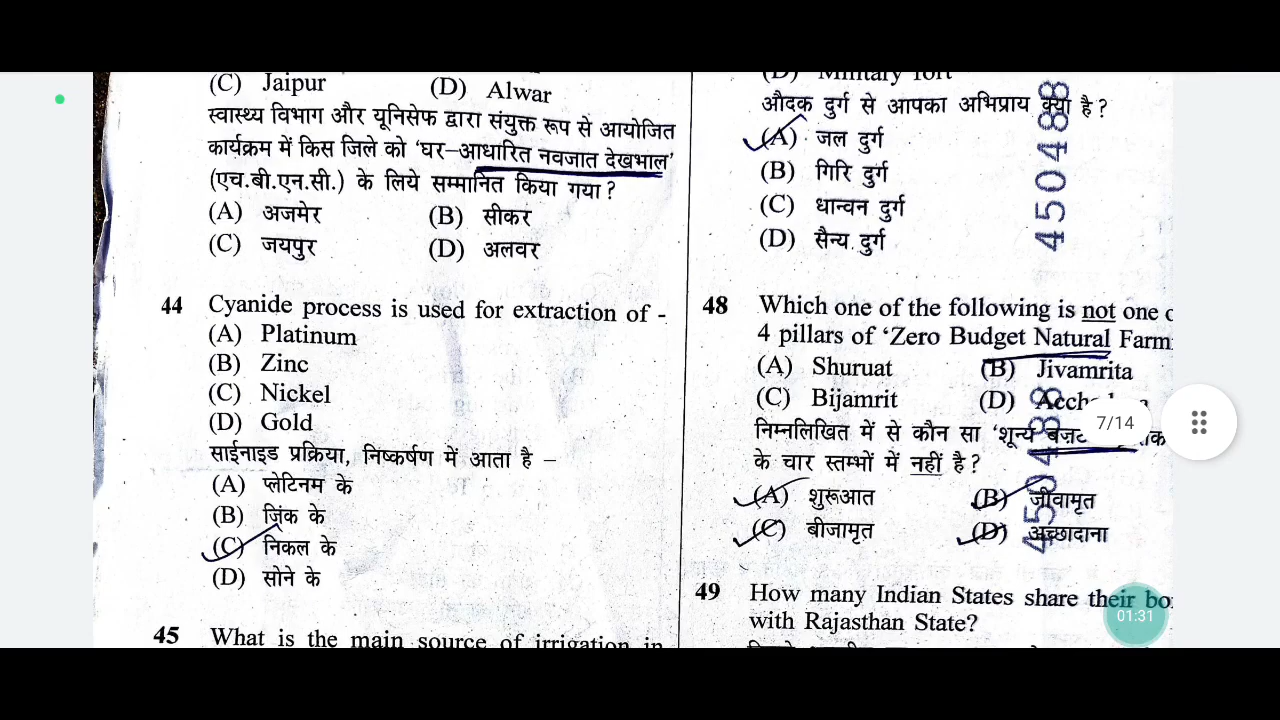 (C) Jaipur (D) Alwar
स्वास्थ्य विभाग और यूनिसेफ द्वारा संयुक्त रूप से आयोजित
कार्यक्रम में किस जिले को 'घर–आधारित नवजात देखभाल'
(एच.बी.एन.सी.) के लिये सम्मानित किया गया?
(A) अजमेर (B) सीकर
(C) जयपुर (D) अलवर
44 Cyanide process is used for extraction of -
(A) Platinum
(B) Zinc
(C) Nickel
(D) Gold
साईनाइड प्रक्रिया, निष्कर्षण में आता है –
(A) प्लेटिनम के
(B) जिंक के
(C) निकल के
(D) सोने के
45 What is the main source of irrigation in
(D) Military fort
औदक दुर्ग से आपका अभिप्राय क्या है?
(A) जल दुर्ग
(B) गिरि दुर्ग
(C) धान्वन दुर्ग
(D) सैन्य दुर्ग
450488
48 Which one of the following is not one
4 pillars of 'Zero Budget Natural Farm
(A) Shuruat (B) Jivamrita
(C) Bijamrit (D)
निम्नलिखित में से कौन सा 'शून्य बजट
के चार स्तम्भों में नहीं है?
(A) शुरूआत (B) जीवामृत
(C) बीजामृत (D) अच्छादाना
49 How many Indian States share their
with Rajasthan State?
7/14
01:31